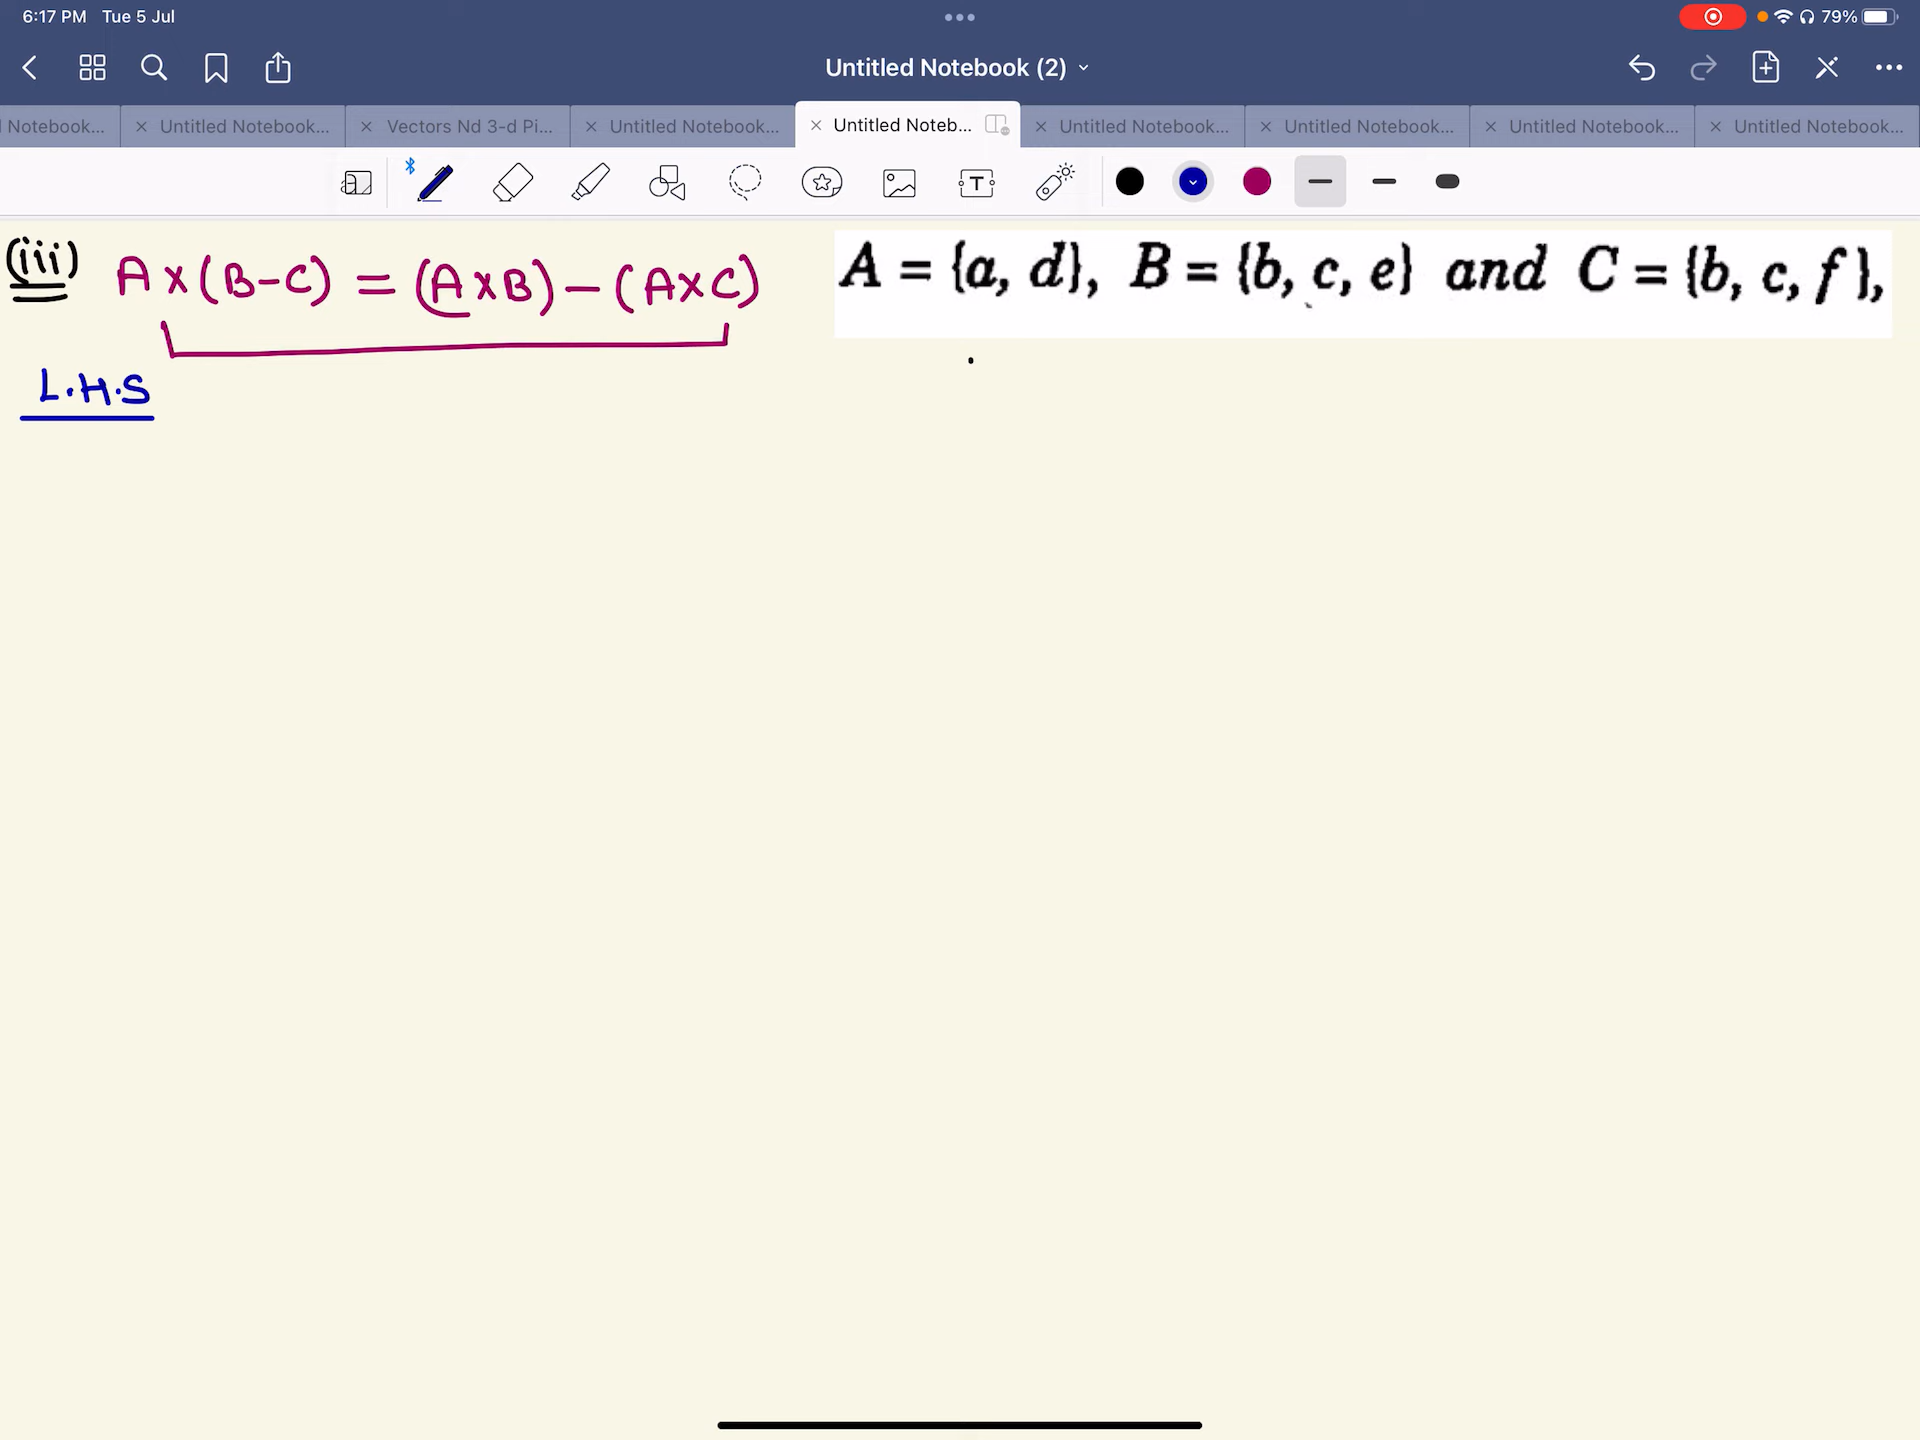 6:17 PM Tue 5 Jul
79%
Untitled Notebook (2)
Notebook...
Untitled Notebook...
Vectors Nd 3-d Pi...
Untitled Notebook...
Untitled Noteb...
Untitled Notebook...
Untitled Notebook...
Untitled Notebook...
Untitled Notebook...
(iii) A×(B-C) = (A×B)-(A×C)
A = {a, d}, B = {b, c, e} and C = {b, c, f},
L.H.S